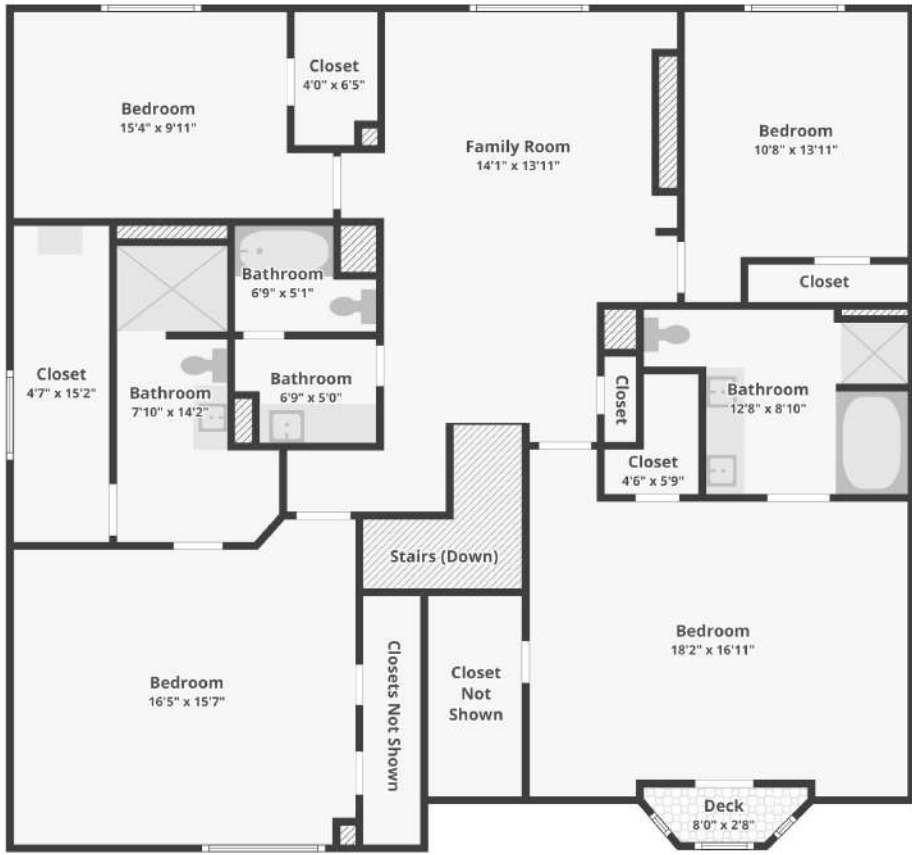 Closet
4'0" x 6'5"
Bedroom
15'4" x 9'11"
Family Room
14'1" x 13'11"
Bedroom
10'8" x 13'11"
Bathroom
6'9" x 5'1"
Closet
Closet
4'7" x 15'2"
Bathroom
7'10" x 14'2"
Bathroom
6'9" x 5'0"
Closet
Bathroom
12'8" x 8'10"
Closet
4'6" x 5'9"
Stairs (Down)
Bedroom
16'5" x 15'7"
Closets Not Shown
Closet
Not
Shown
Bedroom
18'2" x 16'11"
Deck
8'0" x 2'8"